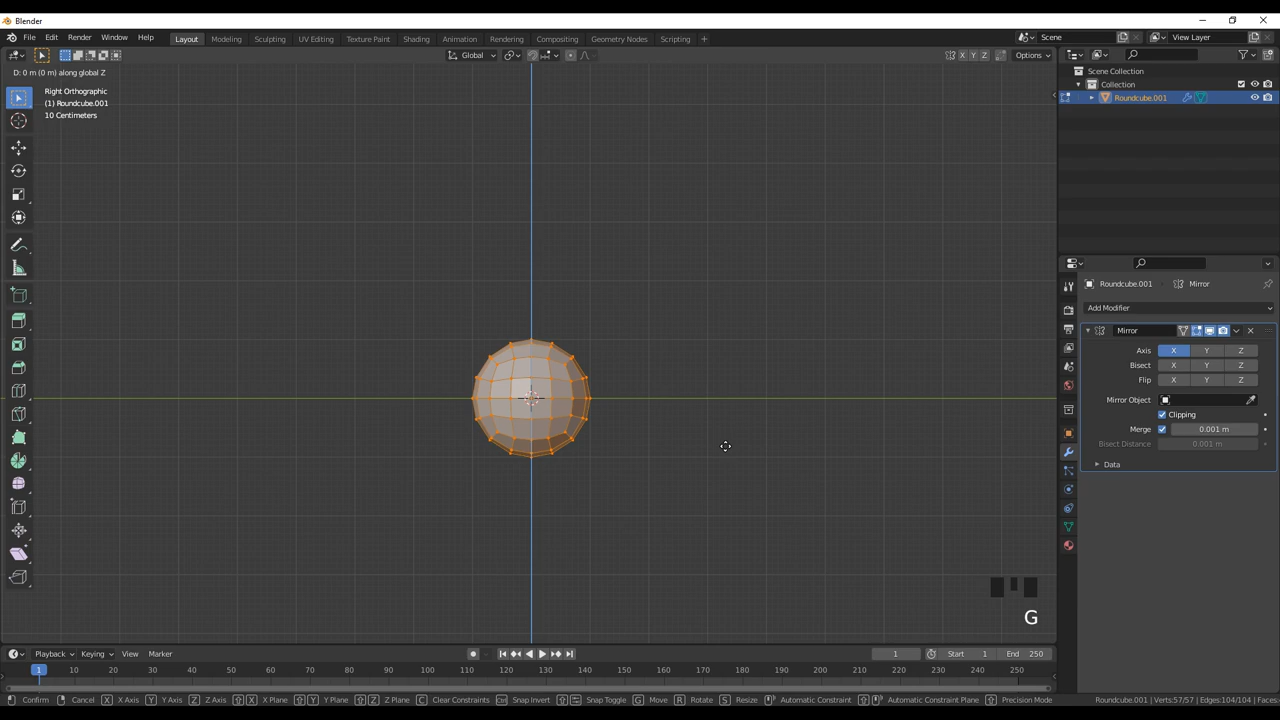 Blender
File Edit Render Window Help Layout Modeling Sculpting UV Editing Texture Paint Shading Animation Rendering Compositing Geometry Nodes Scripting + Scene View Layer
Global X Y Z Options
D: 0 m (0 m) along global Z
Right Orthographic
(1) Roundcube.001
10 Centimeters
Scene Collection
Collection
Roundcube.001
Roundcube.001 › Mirror
Add Modifier
Mirror
Axis X Y Z
Bisect X Y Z
Flip X Y Z
Mirror Object
Clipping
Merge 0.001 m
Bisect Distance 0.001 m
Data
G
Playback Keying View Marker 1 Start 1 End 250
1 10 20 30 40 50 60 70 80 90 100 110 120 130 140 150 160 170 180 190 200 210 220 230 240 250
Confirm Cancel X X Axis Y Y Axis Z Z Axis X X Plane Y Y Plane Z Z Plane C Clear Constraints Ctrl Snap Invert Snap Toggle G Move R Rotate S Resize Automatic Constraint Automatic Constraint Plane Precision Mode Roundcube.001 | Verts:57/57 | Edges:104/104 | Faces